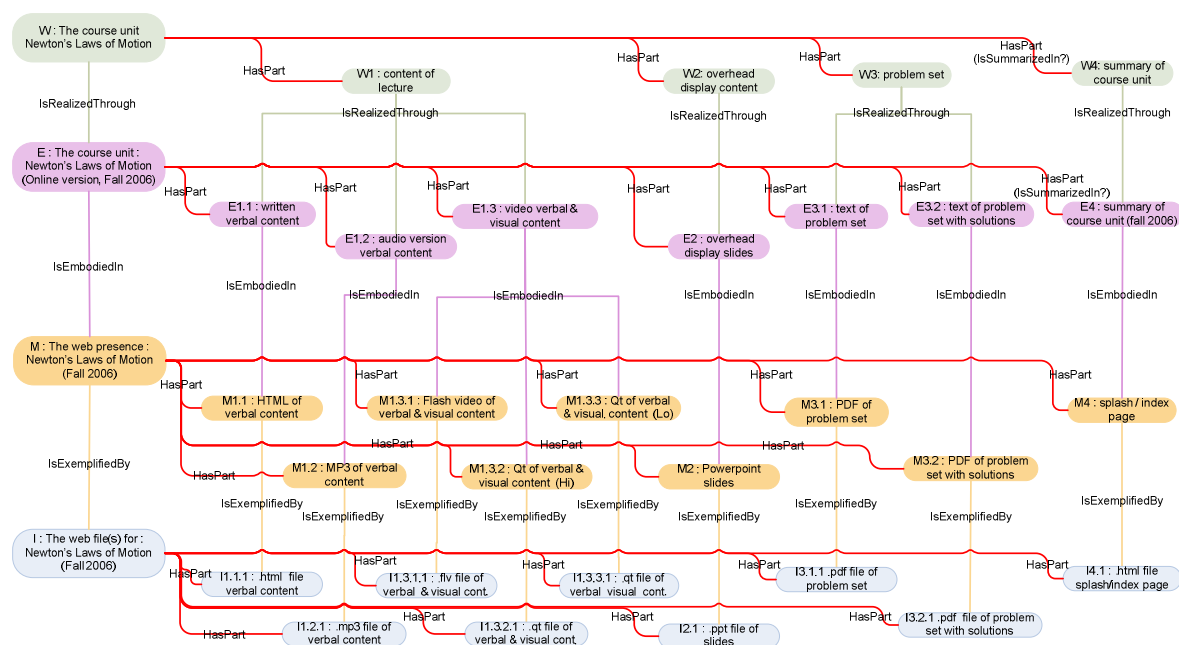 W : The course unit
Newton's Laws of Motion
HasPart
W1 : content of
lecture
HasPart
W2: overhead
display content
HasPart
W3: problem set
HasPart
(IsSummarizedIn?)
W4: summary of
course unit
IsRealizedThrough
IsRealizedThrough
IsRealizedThrough
IsRealizedThrough
IsRealizedThrough
E : The course unit :
Newton's Laws of Motion
(Online version, Fall 2006)
HasPart
E1.1 : written
verbal content
HasPart
E1.2 : audio version
verbal content
HasPart
E1.3 : video verbal &
visual content
HasPart
E2 : overhead
display slides
HasPart
E3.1 : text of
problem set
HasPart
E3.2 : text of problem
set with solutions
HasPart
(IsSummarizedIn?)
E4 : summary of
course unit (fall 2006)
IsEmbodiedIn
IsEmbodiedIn
IsEmbodiedIn
IsEmbodiedIn
IsEmbodiedIn
IsEmbodiedIn
IsEmbodiedIn
IsEmbodiedIn
M : The web presence :
Newton's Laws of Motion
(Fall 2006)
HasPart
M1.1 : HTML of
verbal content
HasPart
M1.3.1 : Flash video of
verbal & visual content
HasPart
M1.3.3 : Qt of verbal
& visual, content (Lo)
HasPart
M3.1 : PDF of
problem set
HasPart
M4 : splash / index
page
HasPart
M1.2 : MP3 of verbal
content
HasPart
M1.3.2 : Qt of verbal &
visual content (Hi)
HasPart
M2 : Powerpoint
slides
HasPart
M3.2 : PDF of problem
set with solutions
IsExemplifiedBy
IsExemplifiedBy
IsExemplifiedBy
IsExemplifiedBy
IsExemplifiedBy
IsExemplifiedBy
IsExemplifiedBy
IsExemplifiedBy
IsExemplifiedBy
IsExemplifiedBy
I : The web file(s) for :
Newton's Laws of Motion
(Fall2006)
HasPart
I1.1.1 : .html file
verbal content
HasPart
I1.3.1.1 : .flv file of
verbal & visual cont.
HasPart
I1.3.3.1 : .qt file of
verbal visual cont.
HasPart
I3.1.1 .pdf file of
problem set
HasPart
I4.1 : .html file
splash/index page
HasPart
I1.2.1 : .mp3 file of
verbal content
HasPart
I1.3.2.1 : .qt file of
verbal & visual cont.
HasPart
I2.1 : .ppt file of
slides
HasPart
I3.2.1 .pdf file of problem
set with solutions